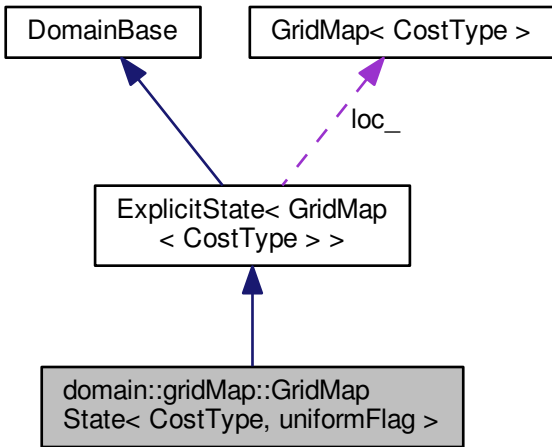 DomainBase
GridMap< CostType >
loc_
ExplicitState< GridMap
< CostType > >
domain::gridMap::GridMap
State< CostType, uniformFlag >